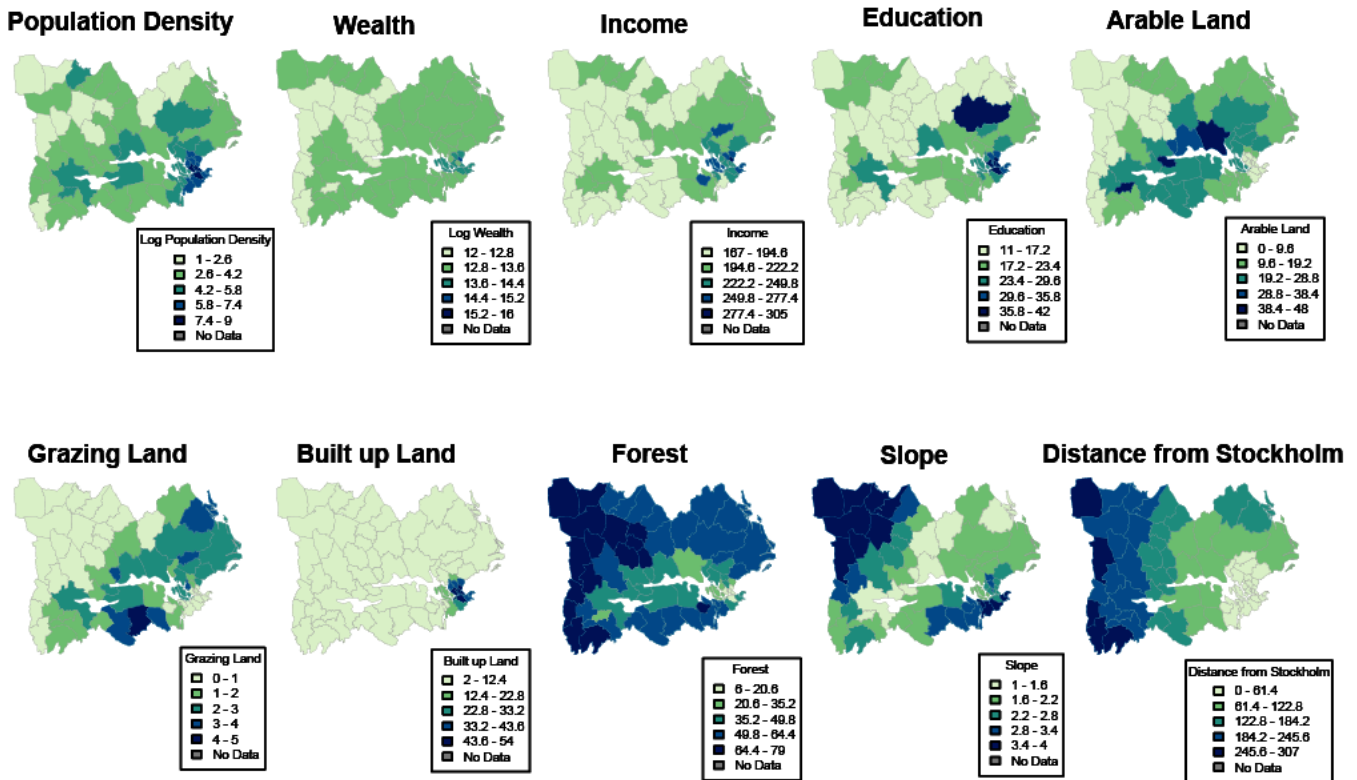 Population Density
Wealth
Income
Education
Arable Land
Log Population Density
1 - 2.6
2.6 - 4.2
4.2 - 5.8
5.8 - 7.4
7.4 - 9
No Data
Log Wealth
12 - 12.8
12.8 - 13.6
13.6 - 14.4
14.4 - 15.2
15.2 - 16
No Data
Income
167 - 194.6
194.6 - 222.2
222.2 - 249.8
249.8 - 277.4
277.4 - 305
No Data
Education
11 - 17.2
17.2 - 23.4
23.4 - 29.6
29.6 - 35.8
35.8 - 42
No Data
Arable Land
0 - 9.6
9.6 - 19.2
19.2 - 28.8
28.8 - 38.4
38.4 - 48
No Data
Grazing Land
Built up Land
Forest
Slope
Distance from Stockholm
Grazing Land
0 - 1
1 - 2
2 - 3
3 - 4
4 - 5
No Data
Built up Land
2 - 12.4
12.4 - 22.8
22.8 - 33.2
33.2 - 43.6
43.6 - 54
No Data
Forest
6 - 20.6
20.6 - 35.2
35.2 - 49.8
49.8 - 64.4
64.4 - 79
No Data
Slope
1 - 1.6
1.6 - 2.2
2.2 - 2.8
2.8 - 3.4
3.4 - 4
No Data
Distance from Stockholm
0 - 61.4
61.4 - 122.8
122.8 - 184.2
184.2 - 245.6
245.6 - 307
No Data